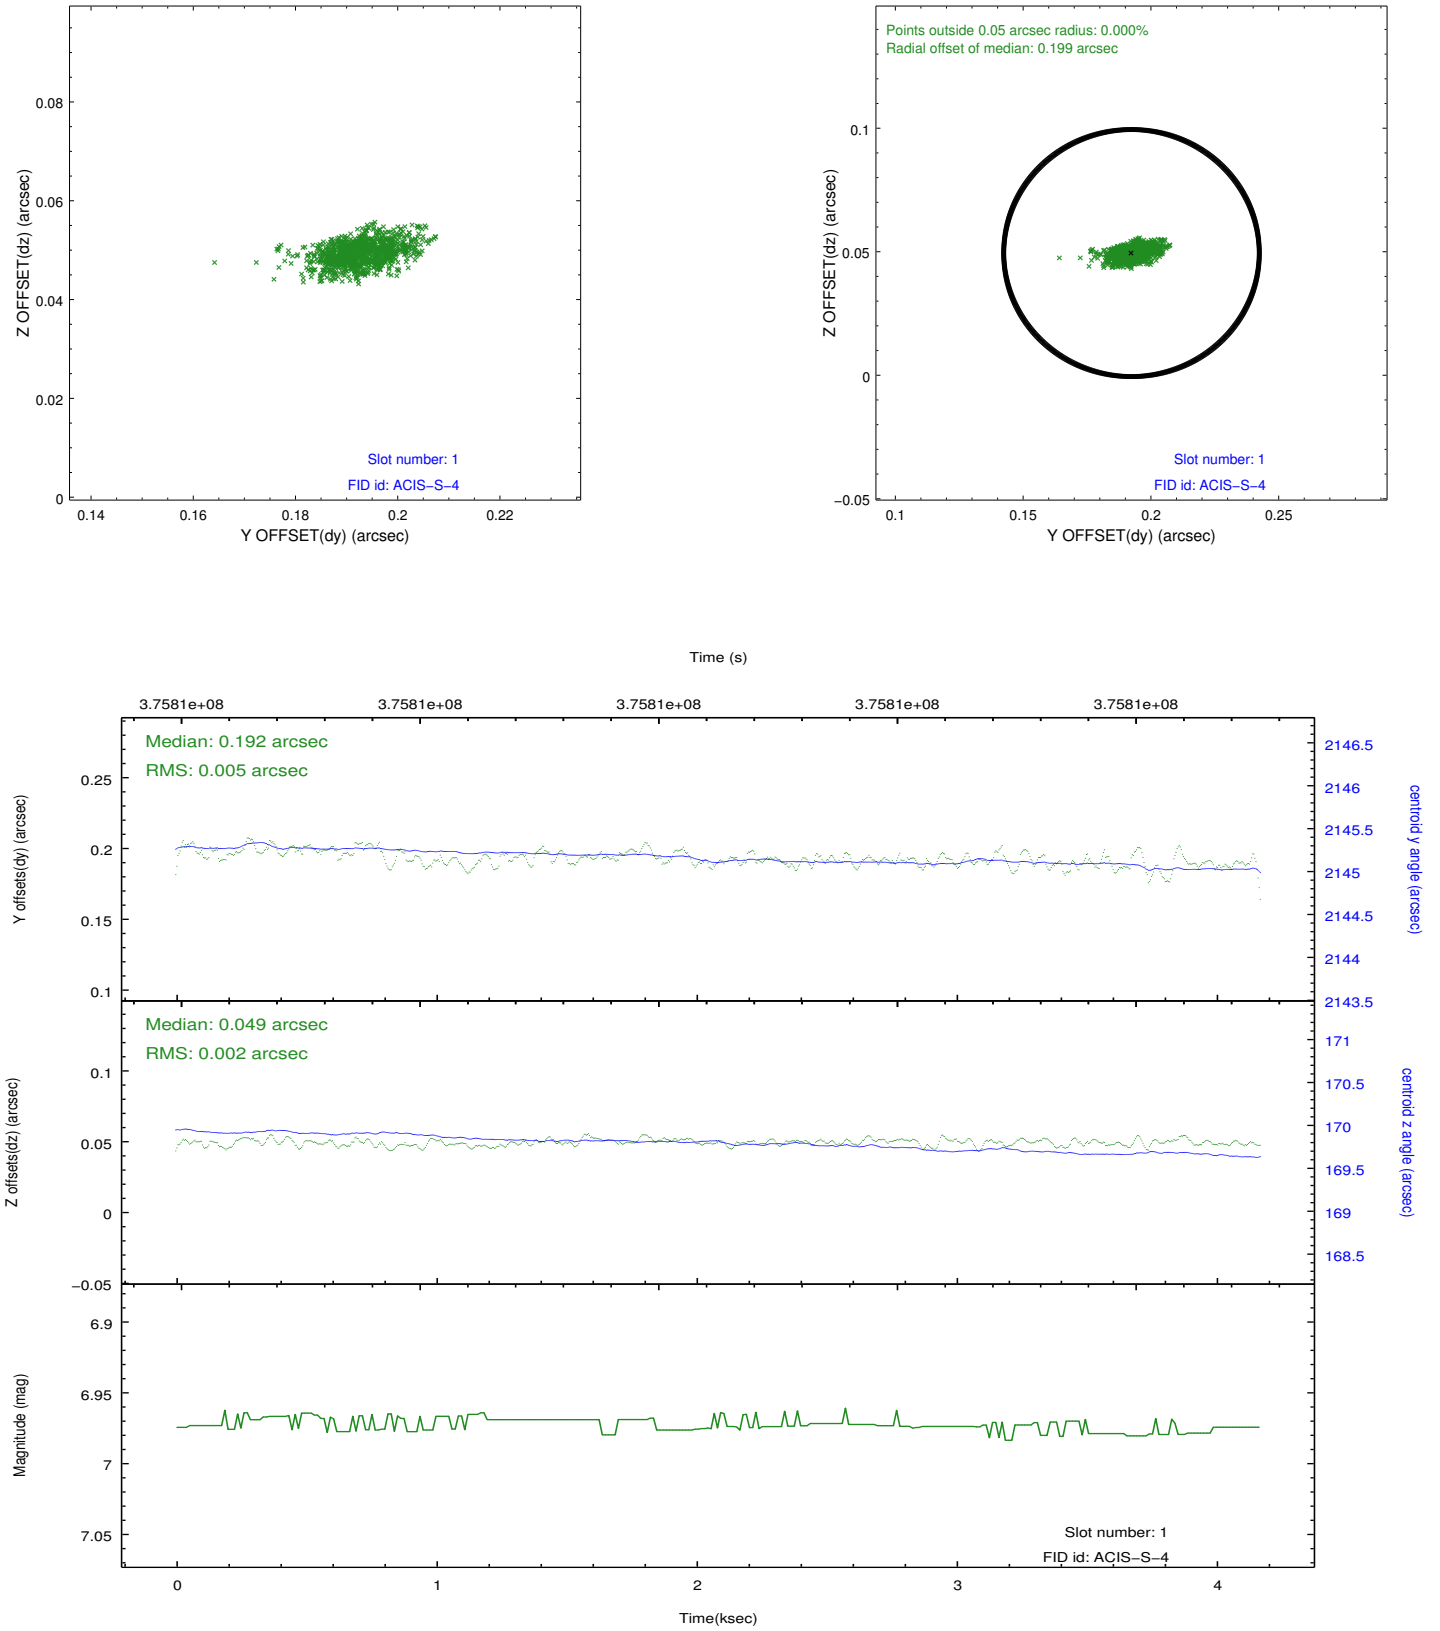 0.08
0.06
0.04
0.02
0
Z OFFSET(dz) (arcsec)
Slot number: 1
FID id: ACIS−S−4
0.14 0.16 0.18 0.2 0.22
Y OFFSET(dy) (arcsec)
Points outside 0.05 arcsec radius: 0.000%
Radial offset of median: 0.199 arcsec
0.1
0.05
0
−0.05
Z OFFSET(dz) (arcsec)
Slot number: 1
FID id: ACIS−S−4
0.1 0.15 0.2 0.25
Y OFFSET(dy) (arcsec)
Time (s)
3.7581e+08 3.7581e+08 3.7581e+08 3.7581e+08 3.7581e+08
Median: 0.192 arcsec
RMS: 0.005 arcsec
0.25
0.2
0.15
0.1
Y offsets(dy) (arcsec)
2146.5
2146
2145.5
2145
2144.5
2144
2143.5
centroid y angle (arcsec)
Median: 0.049 arcsec
RMS: 0.002 arcsec
0.1
0.05
0
−0.05
Z offsets(dz) (arcsec)
171
170.5
170
169.5
169
168.5
centroid z angle (arcsec)
6.9
6.95
7
7.05
Magnitude (mag)
Slot number: 1
FID id: ACIS−S−4
0 1 2 3 4
Time(ksec)